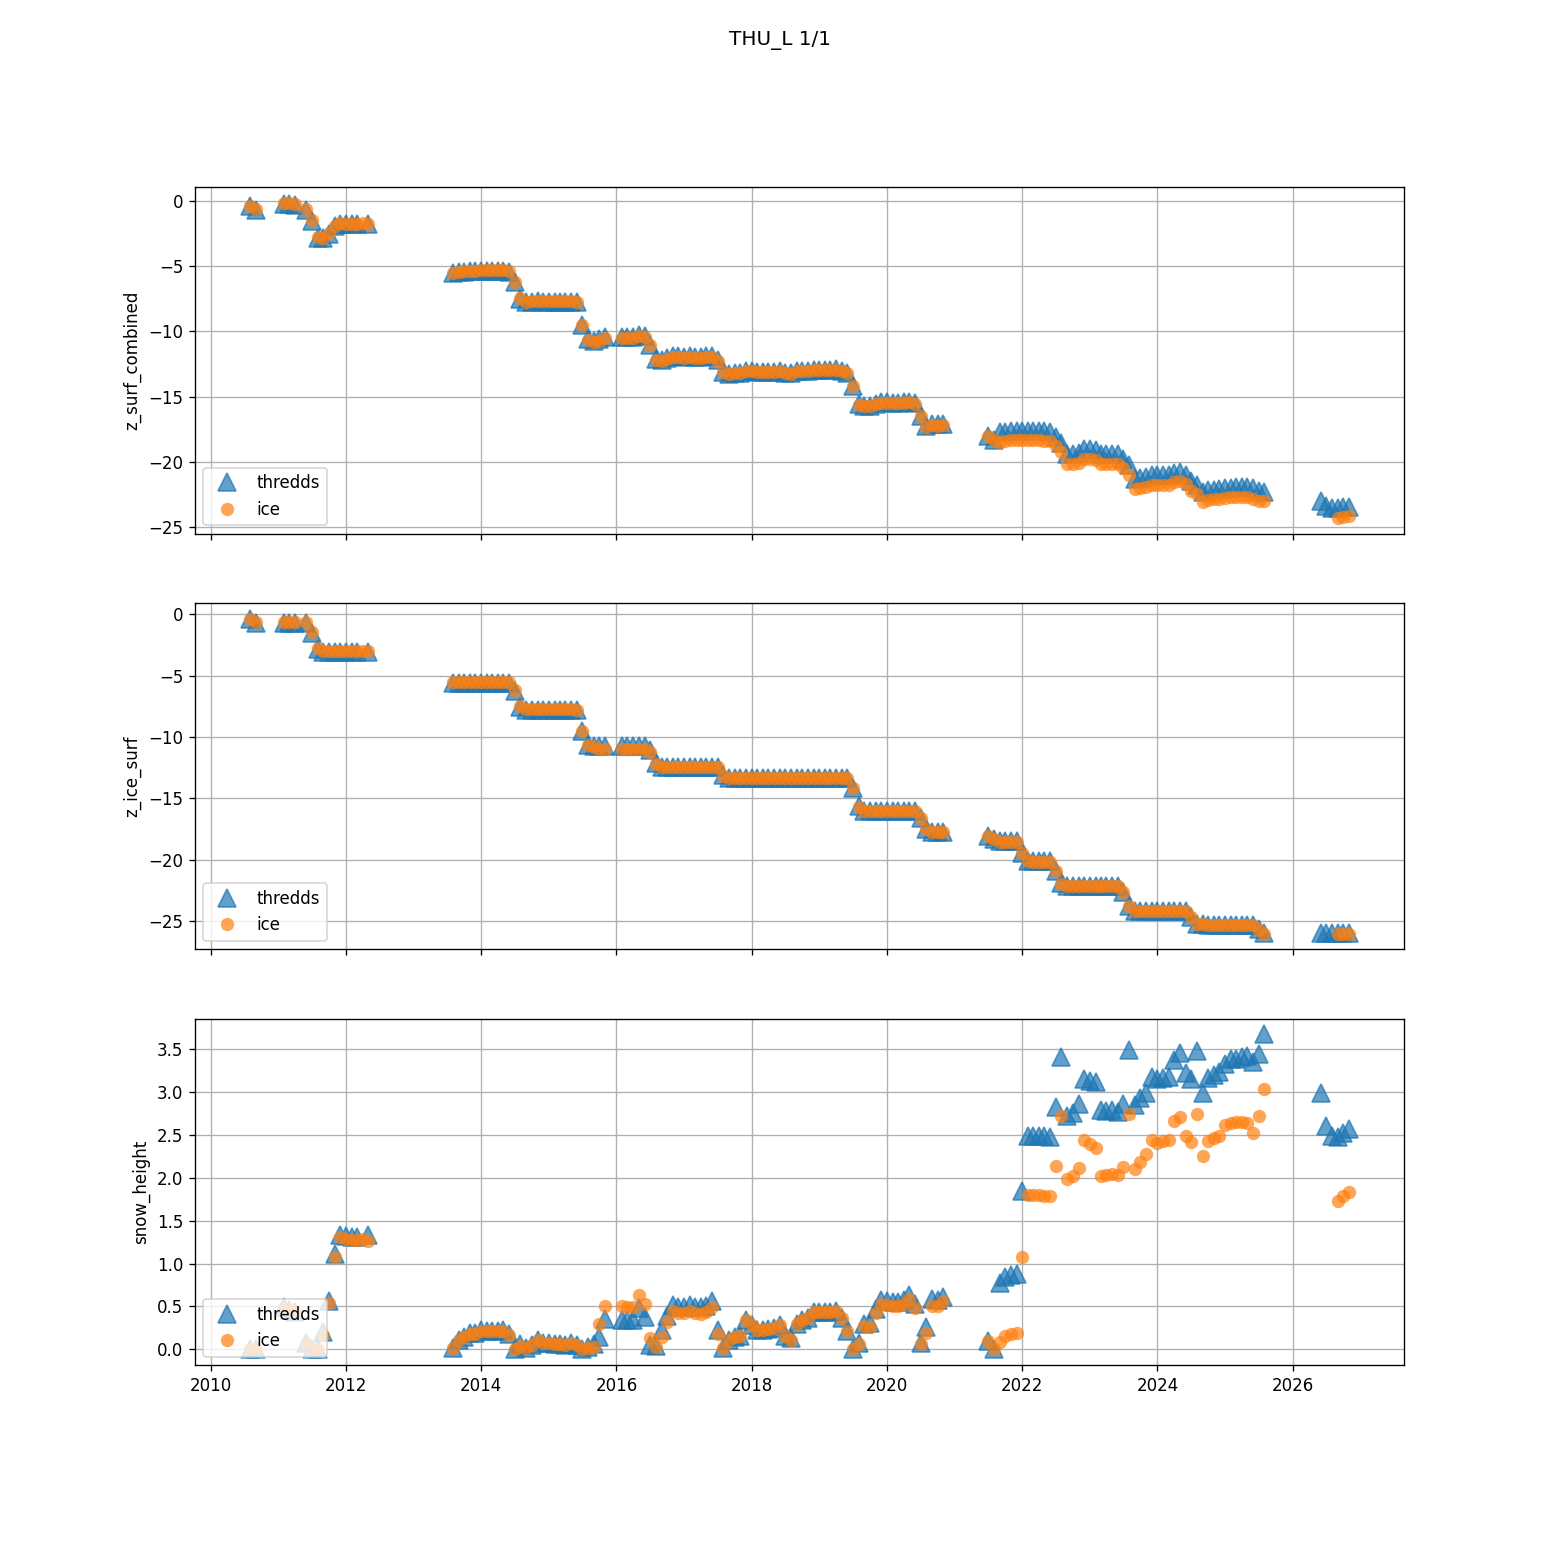 THU_L 1/1
0
−5
−10
−15
−20
−25
z_surf_combined
thredds
ice
0
−5
−10
−15
−20
−25
z_ice_surf
thredds
ice
3.5
3.0
2.5
2.0
1.5
1.0
0.5
0.0
snow_height
thredds
ice
2010 2012 2014 2016 2018 2020 2022 2024 2026